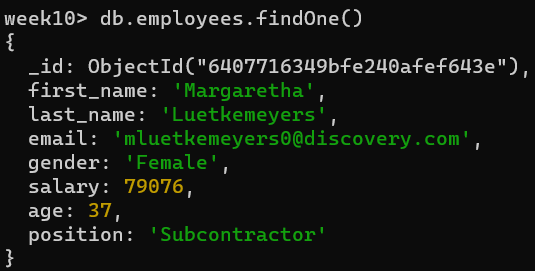 week10> db.employees.findOne()
{
  _id: ObjectId("6407716349bfe240afef643e"),
  first_name: 'Margaretha',
  last_name: 'Luetkemeyers',
  email: 'mluetkemeyers0@discovery.com',
  gender: 'Female',
  salary: 79076,
  age: 37,
  position: 'Subcontractor'
}